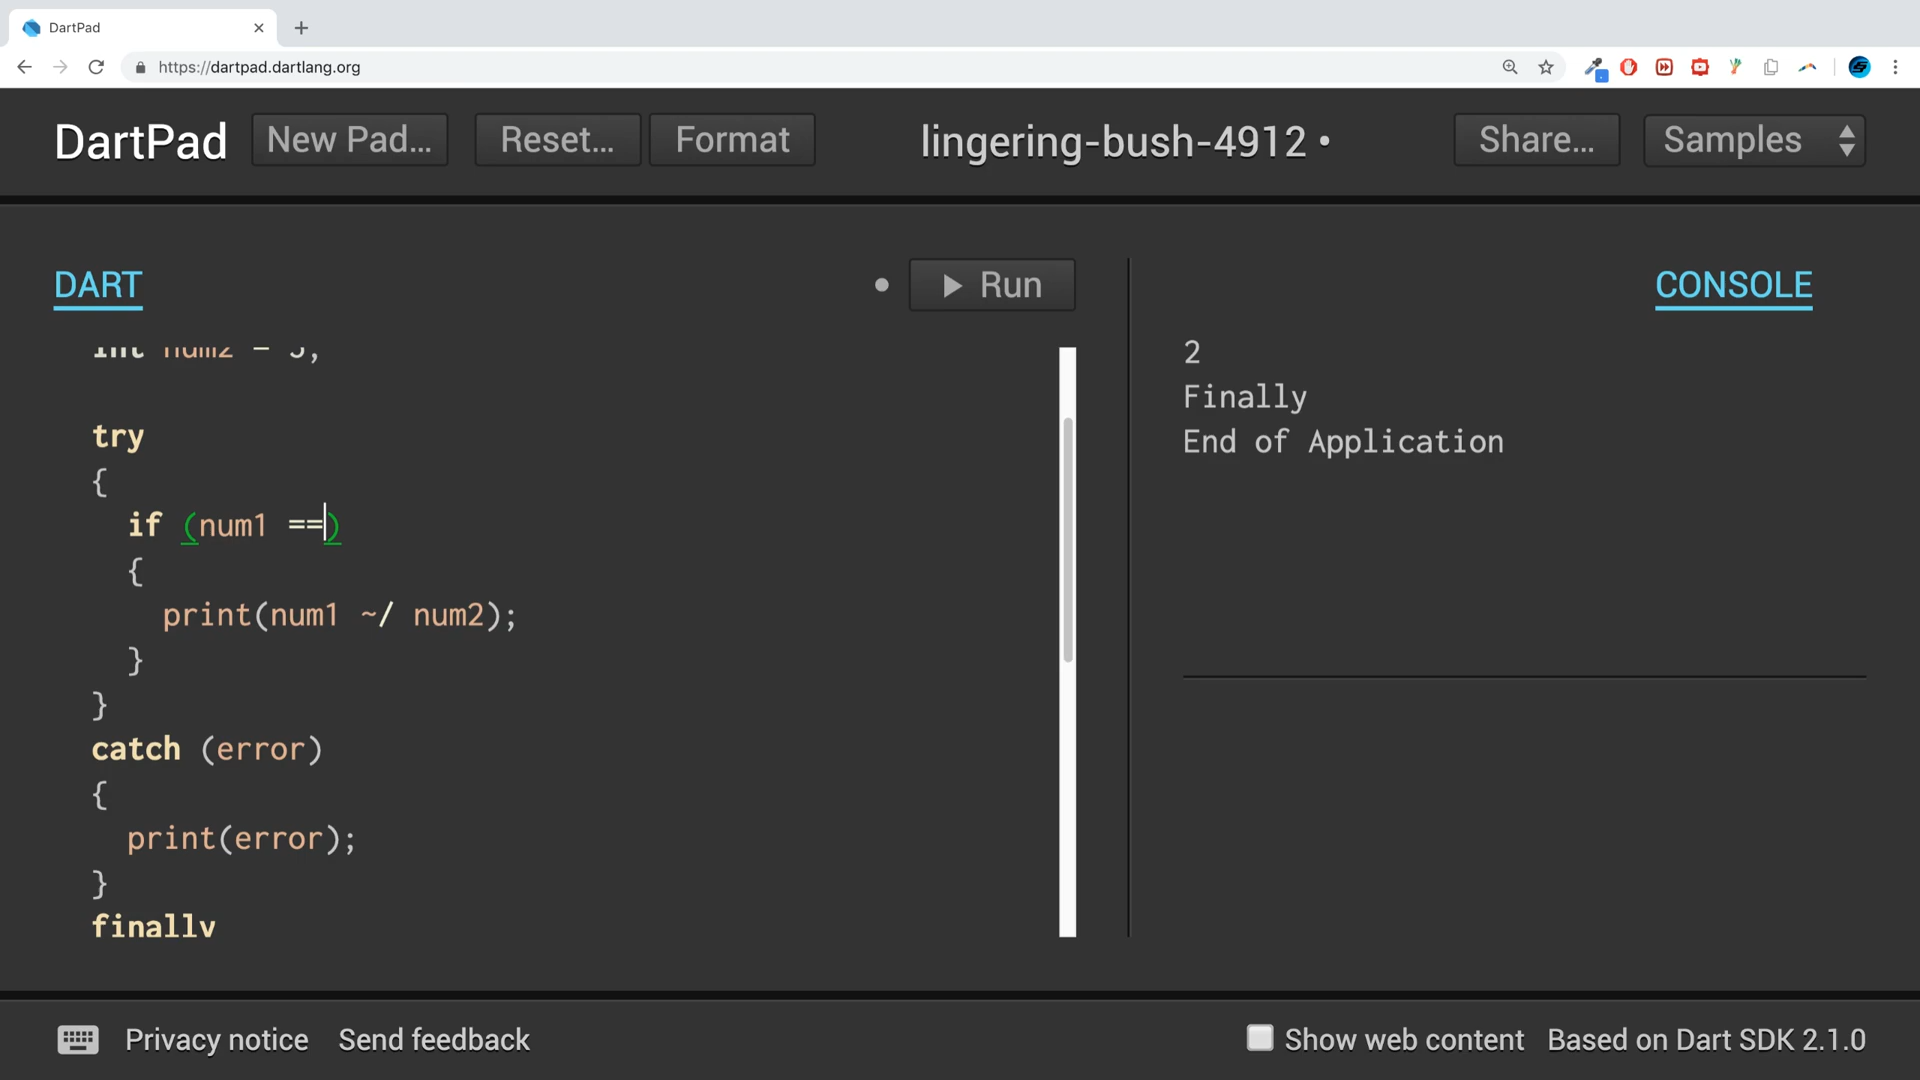 DartPad
https://dartpad.dartlang.org
DartPad
New Pad...
Reset...
Format
lingering-bush-4912 •
Share...
Samples
DART
Run
CONSOLE
int num2 =
try
{
if (num1 ==)
{
print(num1 ~/ num2);
}
}
catch (error)
{
print(error);
}
finally
2
Finally
End of Application
Privacy notice
Send feedback
Show web content
Based on Dart SDK 2.1.0